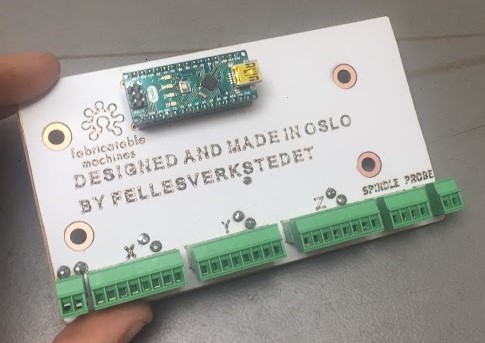 fabricatable
machines
DESIGNED AND MADE IN OSLO
BY FELLESVERKSTEDET
X
Y
Z
SPINDLE PROBE